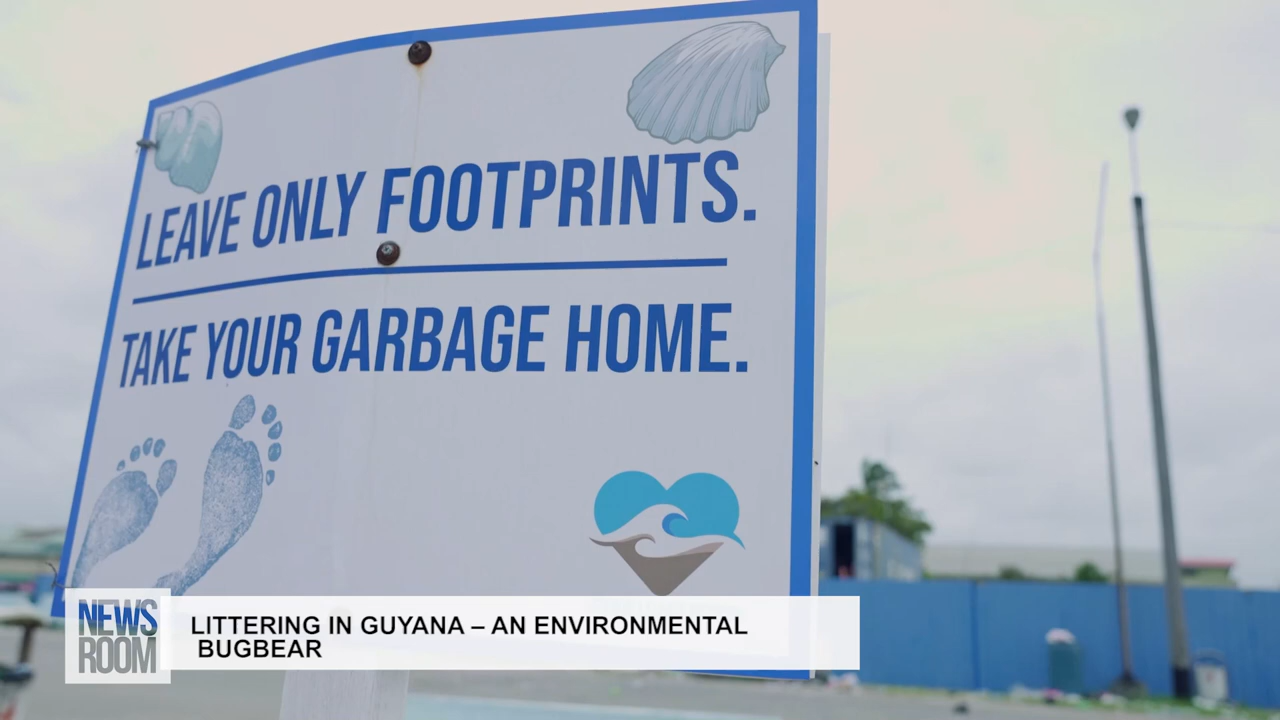 LEAVE ONLY FOOTPRINTS.
TAKE YOUR GARBAGE HOME.
NEWS
ROOM
LITTERING IN GUYANA – AN ENVIRONMENTAL
BUGBEAR